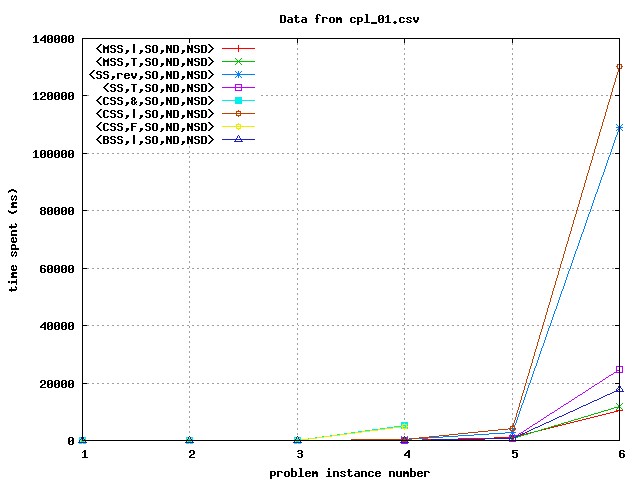 Data from cpl_01.csv
140000
120000
100000
80000
60000
40000
20000
0
time spent (ms)
<MSS,|,SO,ND,NSD>
<MSS,T,SO,ND,NSD>
<SS,rev,SO,ND,NSD>
<SS,T,SO,ND,NSD>
<CSS,&,SO,ND,NSD>
<CSS,|,SO,ND,NSD>
<CSS,F,SO,ND,NSD>
<BSS,|,SO,ND,NSD>
1 2 3 4 5 6
problem instance number